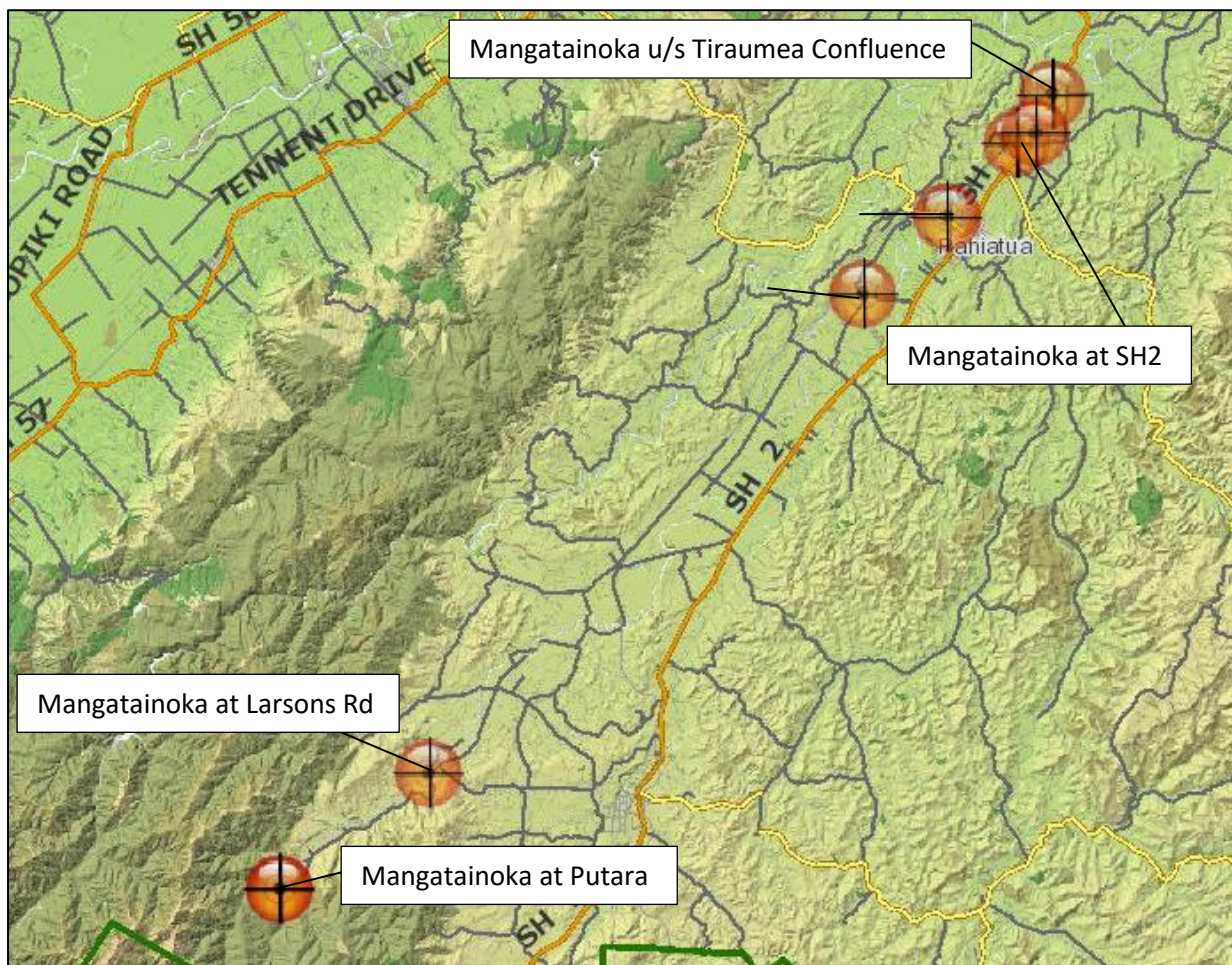 SH 56
Mangatainoka u/s Tiraumea Confluence
TENNENT DRIVE
OPIKI ROAD
SH
Pahiatua
Mangatainoka at SH2
57
SH 2
Mangatainoka at Larsons Rd
Mangatainoka at Putara
SH